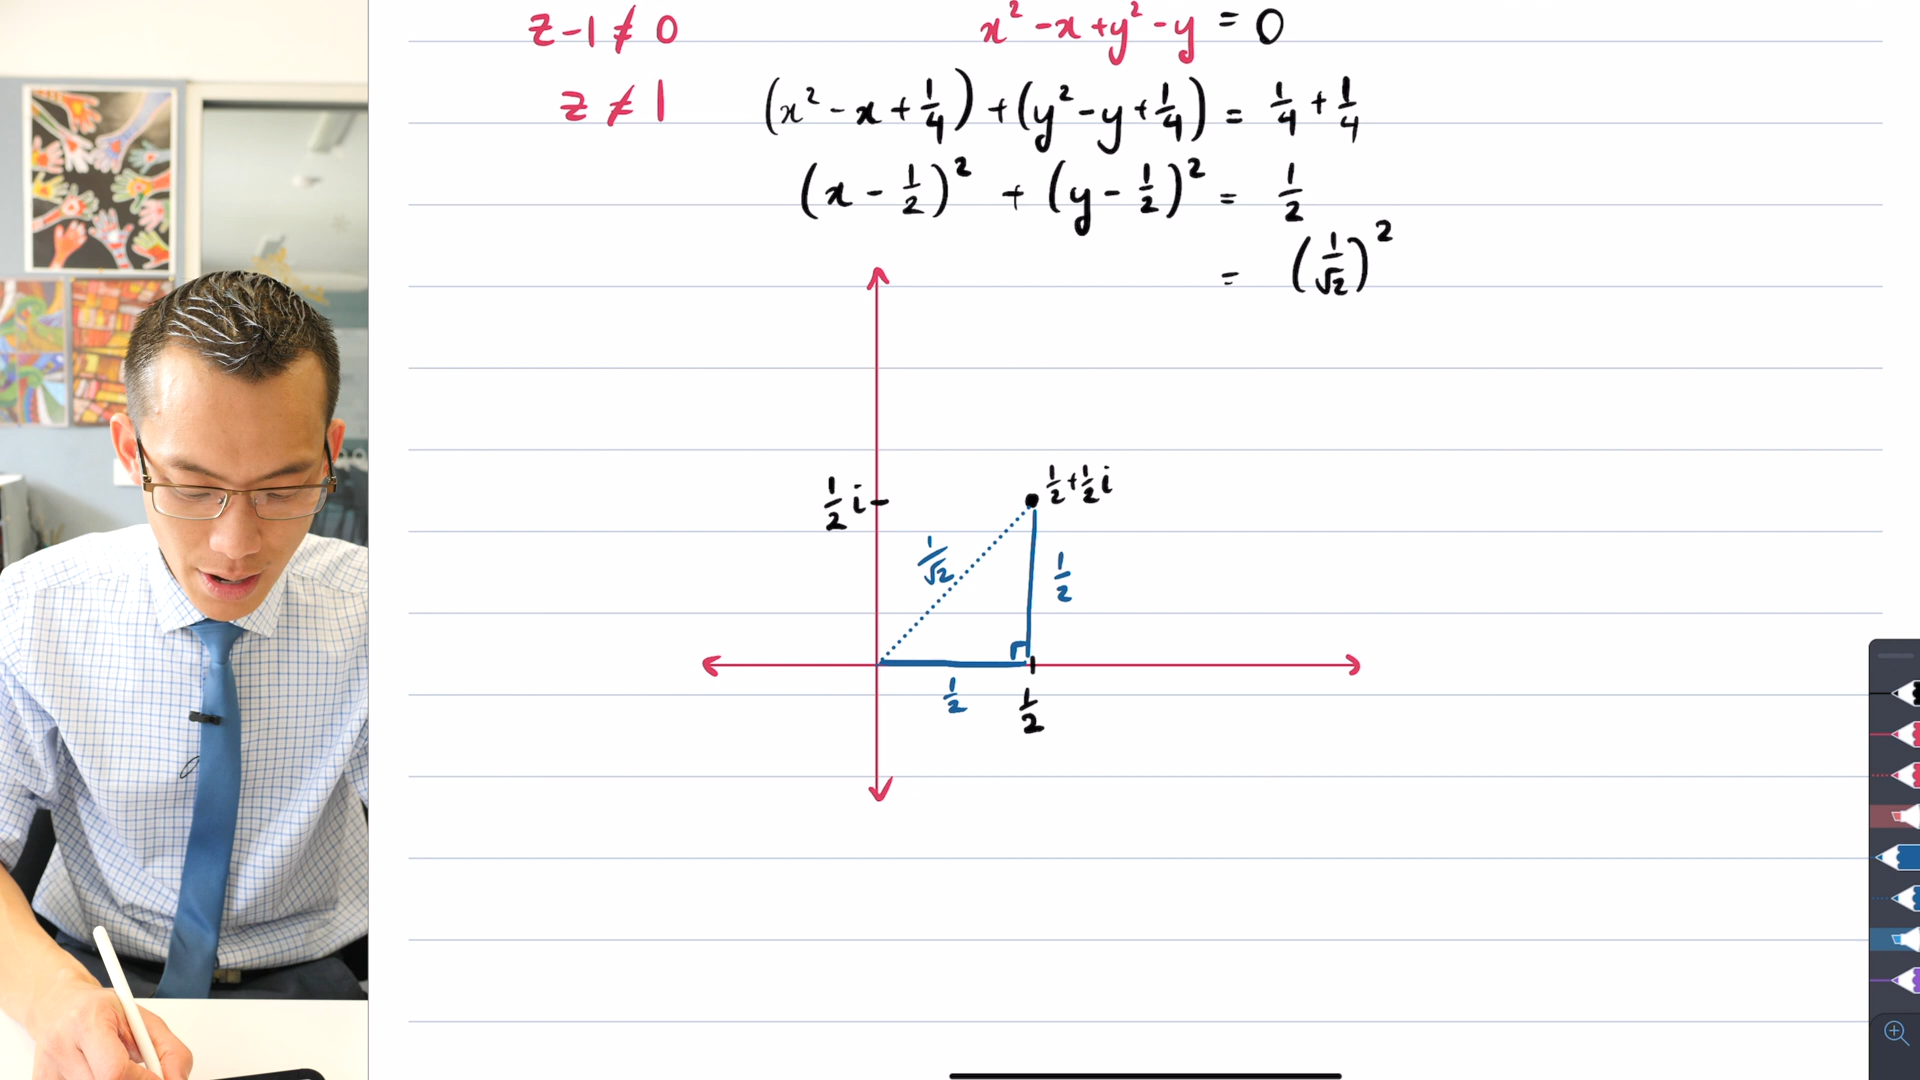 z-1 ≠ 0
x² - x + y² - y = 0
z ≠ 1
(x² - x + 1/4) + (y² - y + 1/4) = 1/4 + 1/4
(x - 1/2)² + (y - 1/2)² = 1/2
= (1/√2)²
1/2 i
1/2 + 1/2 i
1/√2
1/2
1/2
1/2